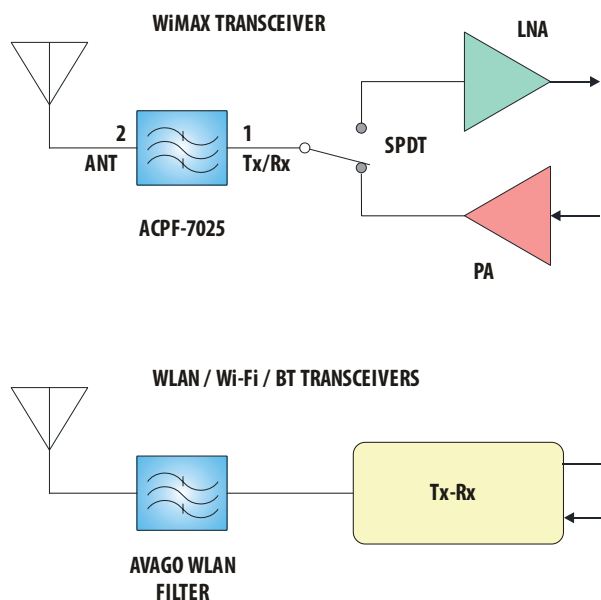 WiMAX TRANSCEIVER
LNA
2
1
ANT
Tx/Rx
SPDT
ACPF-7025
PA
WLAN / Wi-Fi / BT TRANSCEIVERS
Tx-Rx
AVAGO WLAN
FILTER